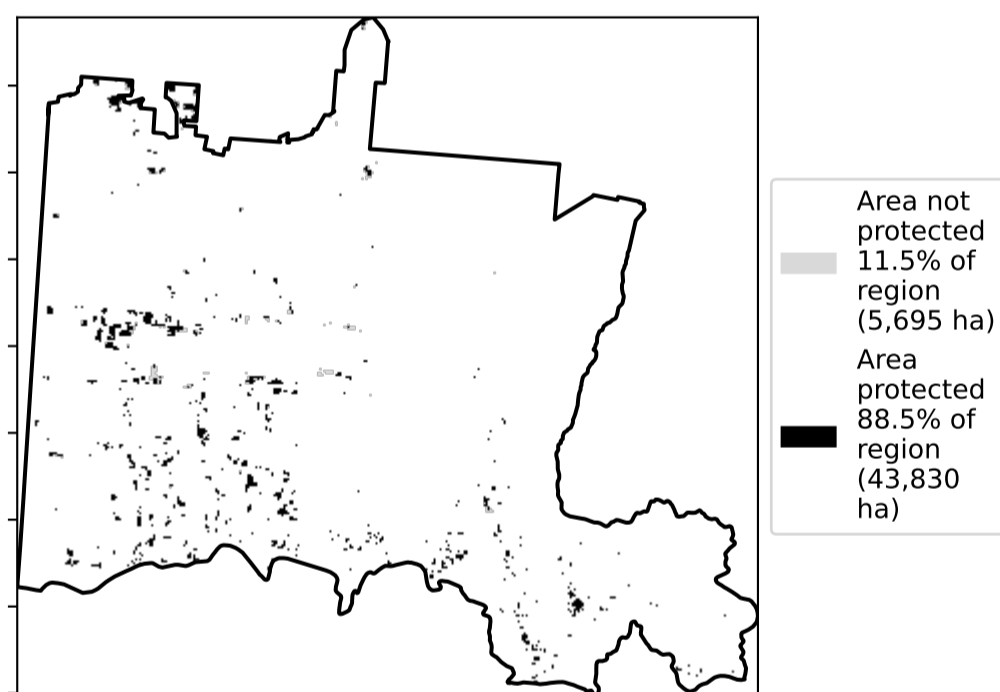 Area not
protected
11.5% of
region
(5,695 ha)
Area
protected
88.5% of
region
(43,830
ha)